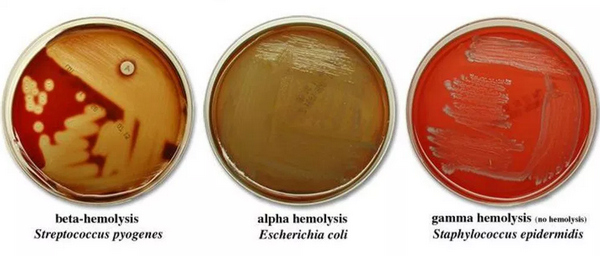 beta-hemolysis
Streptococcus pyogenes
alpha hemolysis
Escherichia coli
gamma hemolysis (no hemolysis)
Staphylococcus epidermidis
A